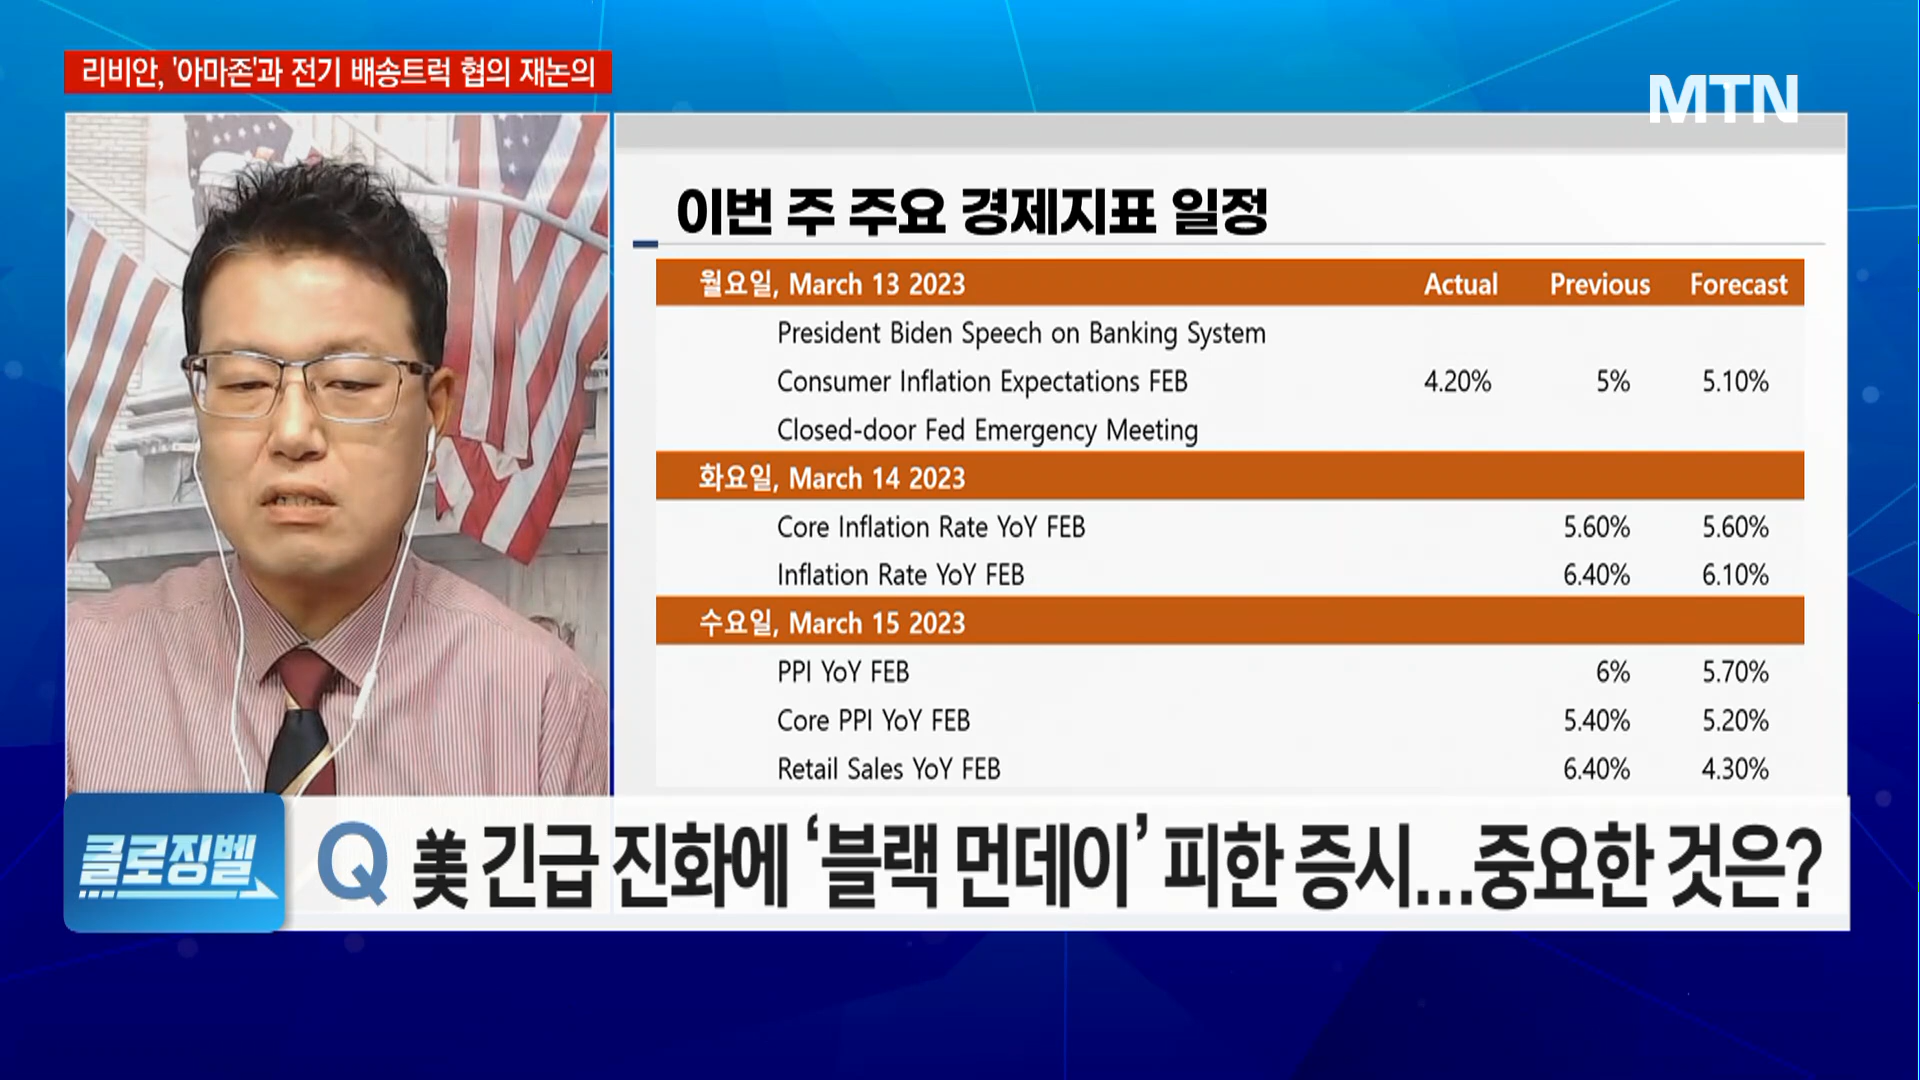 리비안, '아마존'과 전기 배송트럭 협의 재논의
MTN
이번 주 주요 경제지표 일정
월요일, March 13 2023 Actual Previous Forecast
President Biden Speech on Banking System
Consumer Inflation Expectations FEB 4.20% 5% 5.10%
Closed-door Fed Emergency Meeting
화요일, March 14 2023
Core Inflation Rate YoY FEB 5.60% 5.60%
Inflation Rate YoY FEB 6.40% 6.10%
수요일, March 15 2023
PPI YoY FEB 6% 5.70%
Core PPI YoY FEB 5.40% 5.20%
Retail Sales YoY FEB 6.40% 4.30%
클로징벨
Q 美 긴급 진화에 '블랙 먼데이' 피한 증시...중요한 것은?